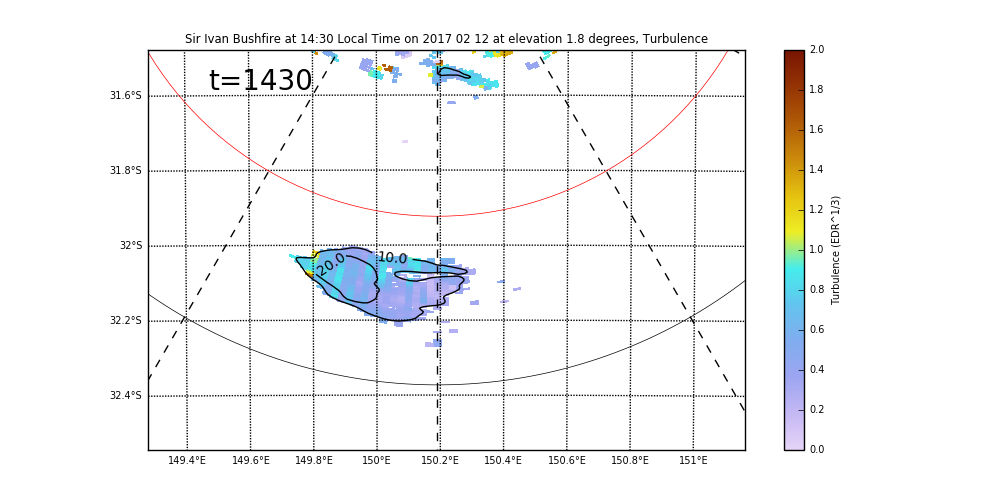 Sir Ivan Bushfire at 14:30 Local Time on 2017 02 12 at elevation 1.8 degrees, Turbulence
t=1430
31.6°S
31.8°S
32°S
32.2°S
32.4°S
20.0
10.0
149.4°E 149.6°E 149.8°E 150°E 150.2°E 150.4°E 150.6°E 150.8°E 151°E
2.0
1.8
1.6
1.4
1.2
1.0
0.8
0.6
0.4
0.2
0.0
Turbulence (EDR^1/3)